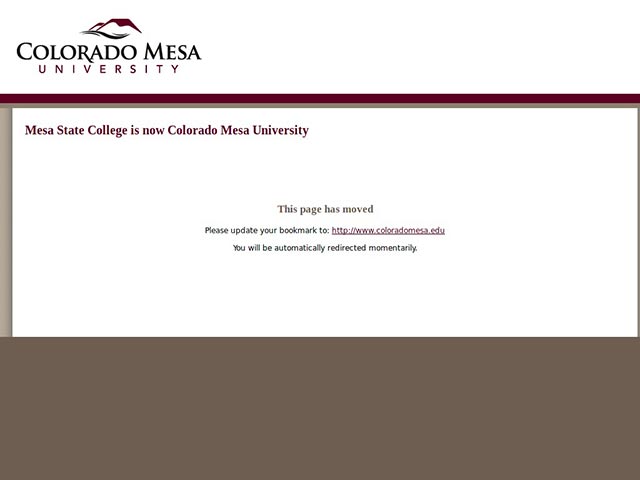 COLORADO MESA
UNIVERSITY
Mesa State College is now Colorado Mesa University
This page has moved
Please update your bookmark to: http://www.coloradomesa.edu
You will be automatically redirected momentarily.